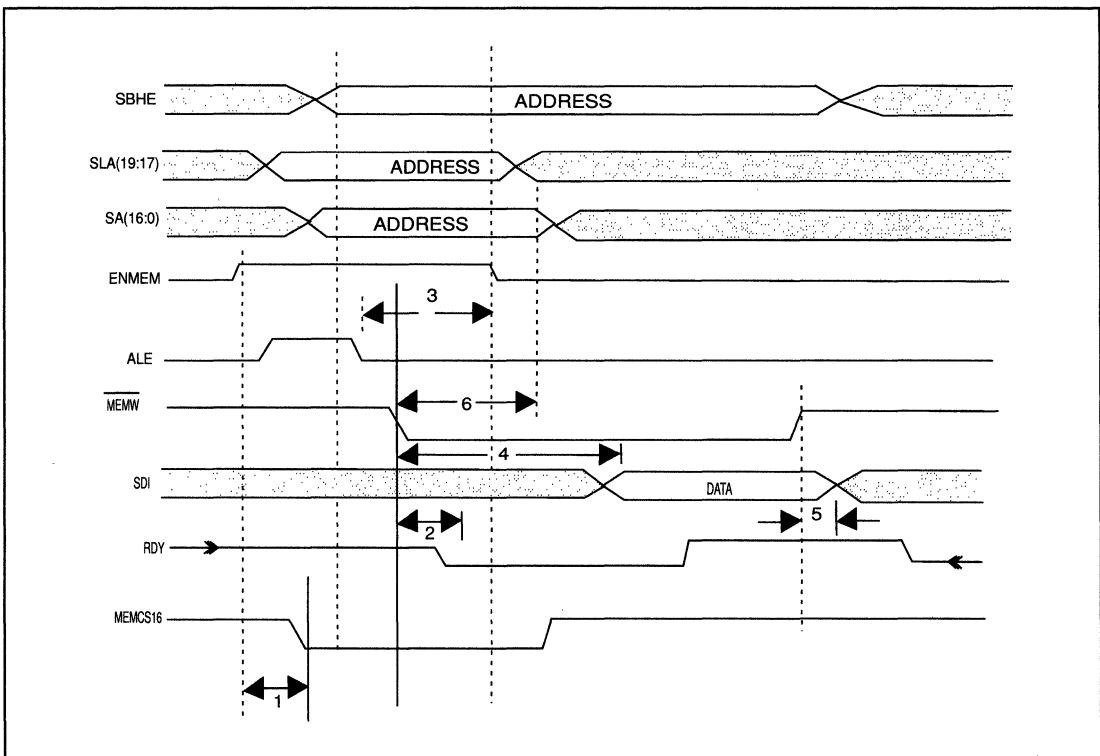 SBHE ADDRESS
SLA(19:17) ADDRESS
SA(16:0) ADDRESS
ENMEM
3
ALE
MEMW
6
4
SDI DATA
5
2
RDY
MEMCS16
1